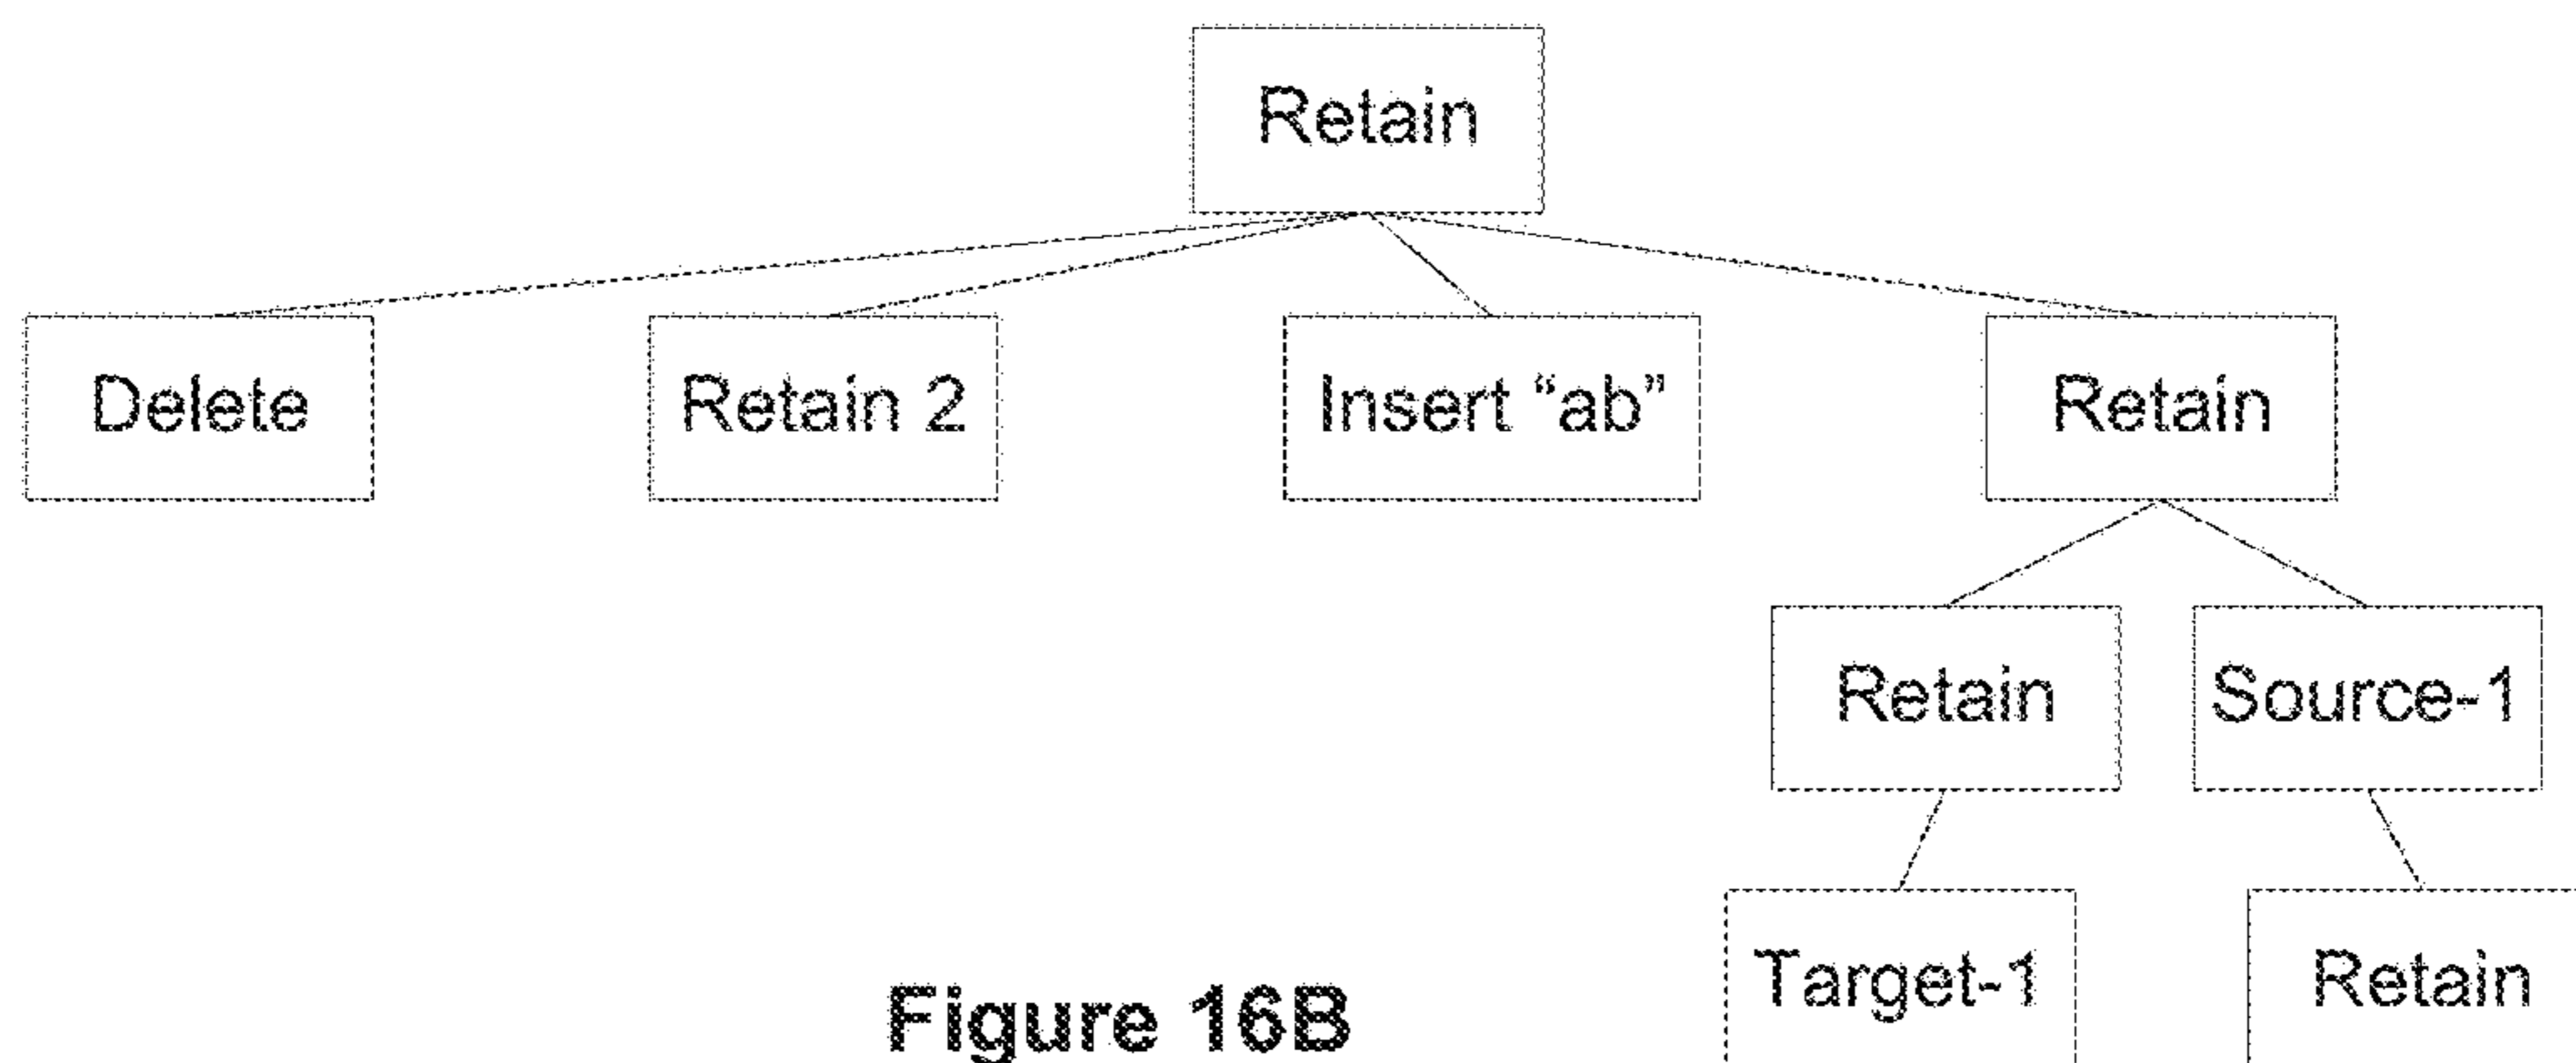 Retain
Delete
Retain 2
Insert “ab”
Retain
Retain
Source-1
Target-1
Retain
Figure 16B